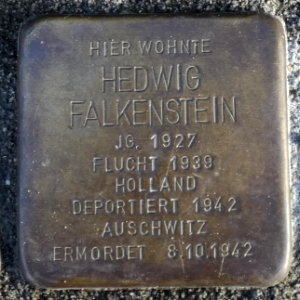 HIER WOHNTE
HEDWIG
FALKENSTEIN
JG. 1927
FLUCHT 1939
HOLLAND
DEPORTIERT 1942
AUSCHWITZ
ERMORDET 8.10.1942